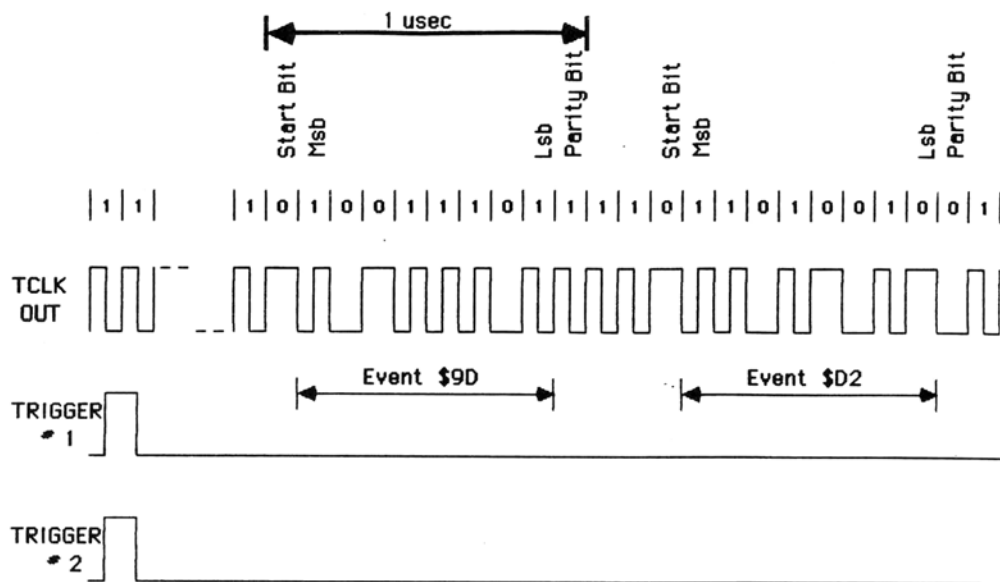 1 usec
Start Bit
Msb
Lsb
Parity Bit
Start Bit
Msb
Lsb
Parity Bit
1 1 1 0 1 0 0 1 1 1 0 1 1 1 1 0 1 1 0 1 0 0 1 0 0 1
TCLK
OUT
Event $9D
Event $D2
TRIGGER
# 1
TRIGGER
# 2